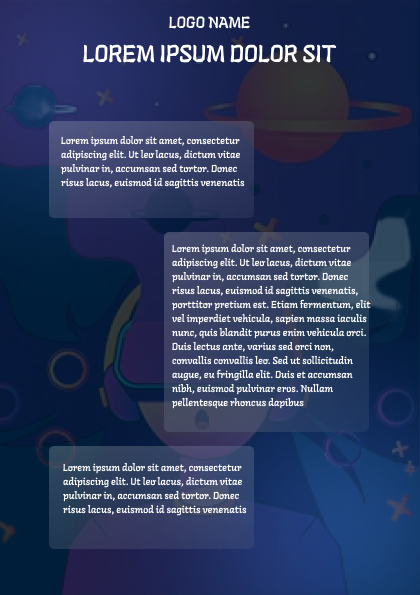 LOGO NAME
LOREM IPSUM DOLOR SIT
Lorem ipsum dolor sit amet, consectetur
adipiscing elit. Ut leo lacus, dictum vitae
pulvinar in, accumsan sed tortor. Donec
risus lacus, euismod id sagittis venenatis
Lorem ipsum dolor sit amet, consectetur
adipiscing elit. Ut leo lacus, dictum vitae
pulvinar in, accumsan sed tortor. Donec
risus lacus, euismod id sagittis venenatis,
porttitor pretium est. Etiam fermentum, elit
vel imperdiet vehicula, sapien massa iaculis
nunc, quis blandit purus enim vehicula orci.
Duis lectus ante, varius sed orci non,
convallis convallis leo. Sed ut sollicitudin
augue, eu fringilla elit. Duis et accumsan
nibh, euismod pulvinar eros. Nullam
pellentesque rhoncus dapibus
Lorem ipsum dolor sit amet, consectetur
adipiscing elit. Ut leo lacus, dictum vitae
pulvinar in, accumsan sed tortor. Donec
risus lacus, euismod id sagittis venenatis